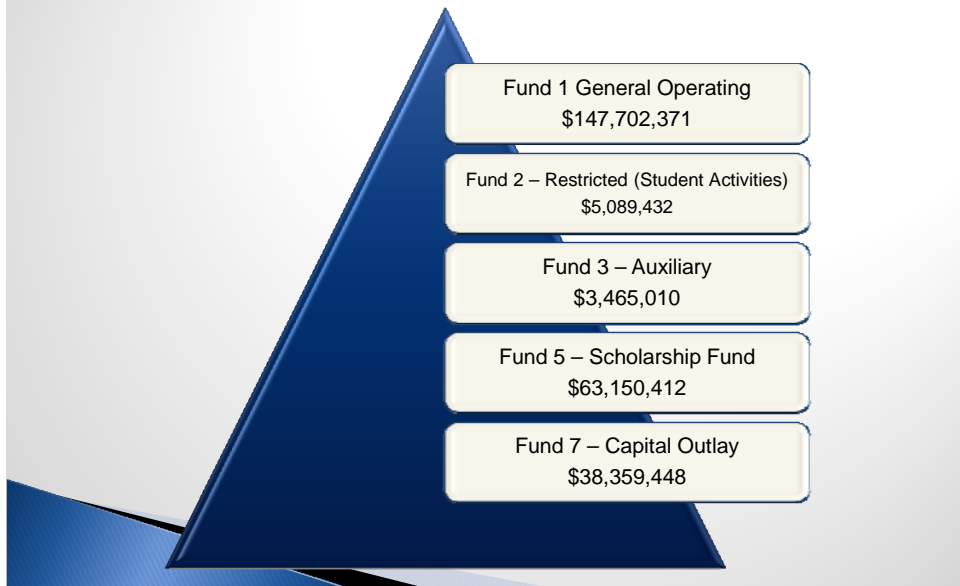 Fund 1 General Operating
$147,702,371
Fund 2 – Restricted (Student Activities)
$5,089,432
Fund 3 – Auxiliary
$3,465,010
Fund 5 – Scholarship Fund
$63,150,412
Fund 7 – Capital Outlay
$38,359,448